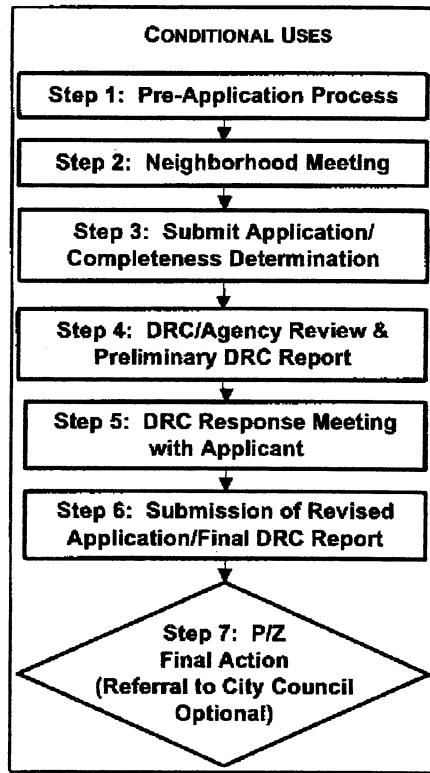 CONDITIONAL USES
Step 1: Pre-Application Process
Step 2: Neighborhood Meeting
Step 3: Submit Application/
Completeness Determination
Step 4: DRC/Agency Review &
Preliminary DRC Report
Step 5: DRC Response Meeting
with Applicant
Step 6: Submission of Revised
Application/Final DRC Report
Step 7: P/Z
Final Action
(Referral to City Council
Optional)